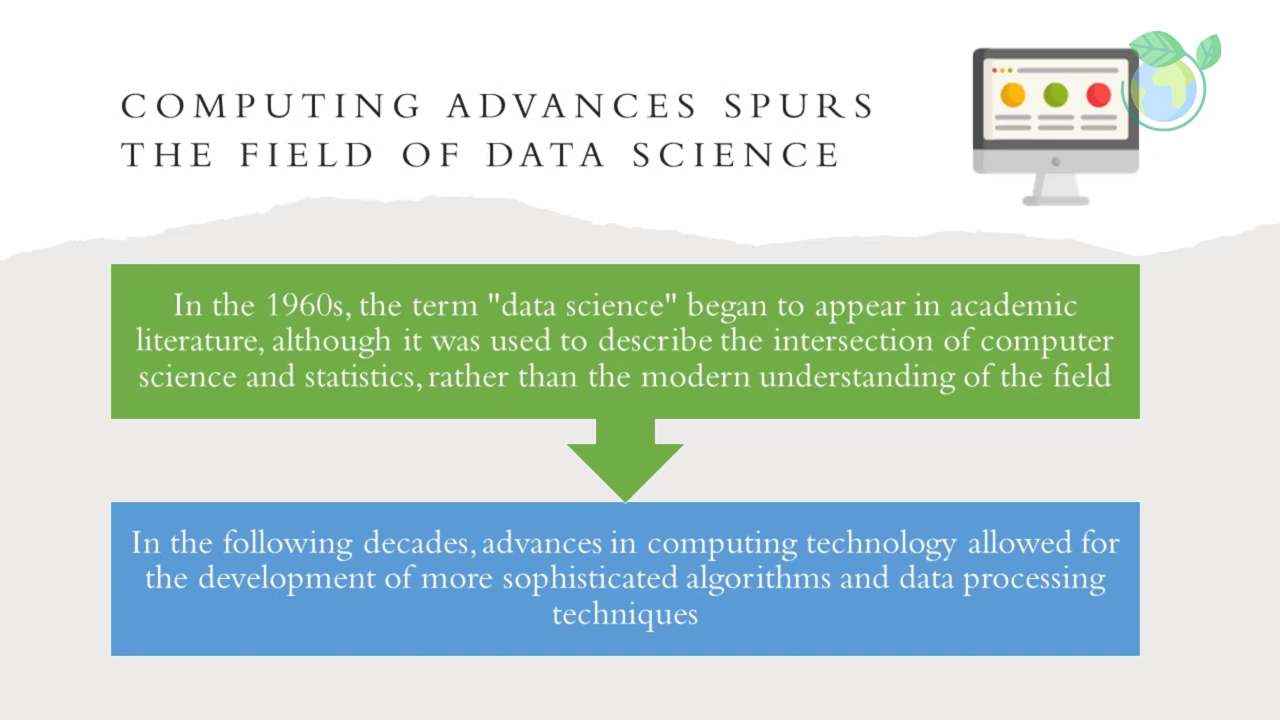 COMPUTING ADVANCES SPURS
THE FIELD OF DATA SCIENCE
In the 1960s, the term "data science" began to appear in academic
literature, although it was used to describe the intersection of computer
science and statistics, rather than the modern understanding of the field
In the following decades, advances in computing technology allowed for
the development of more sophisticated algorithms and data processing
techniques